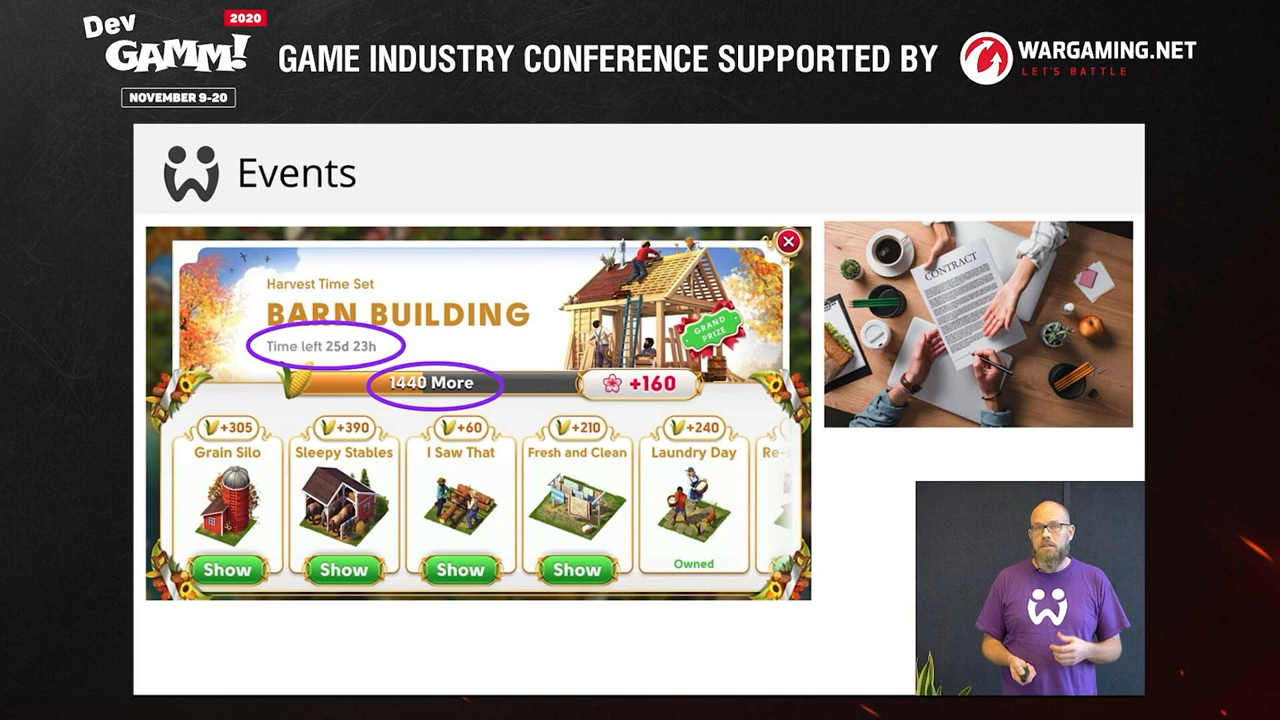 Dev
GAMM!
2020
NOVEMBER 9-20
GAME INDUSTRY CONFERENCE SUPPORTED BY
WARGAMING.NET
LET'S BATTLE
Events
Harvest Time Set
BARN BUILDING
Time left 25d 23h
GRAND
PRIZE
1440 More
+160
+305
+390
+60
+210
+240
Grain Silo
Sleepy Stables
I Saw That
Fresh and Clean
Laundry Day
Re-
Show
Show
Show
Show
Owned
CONTRACT